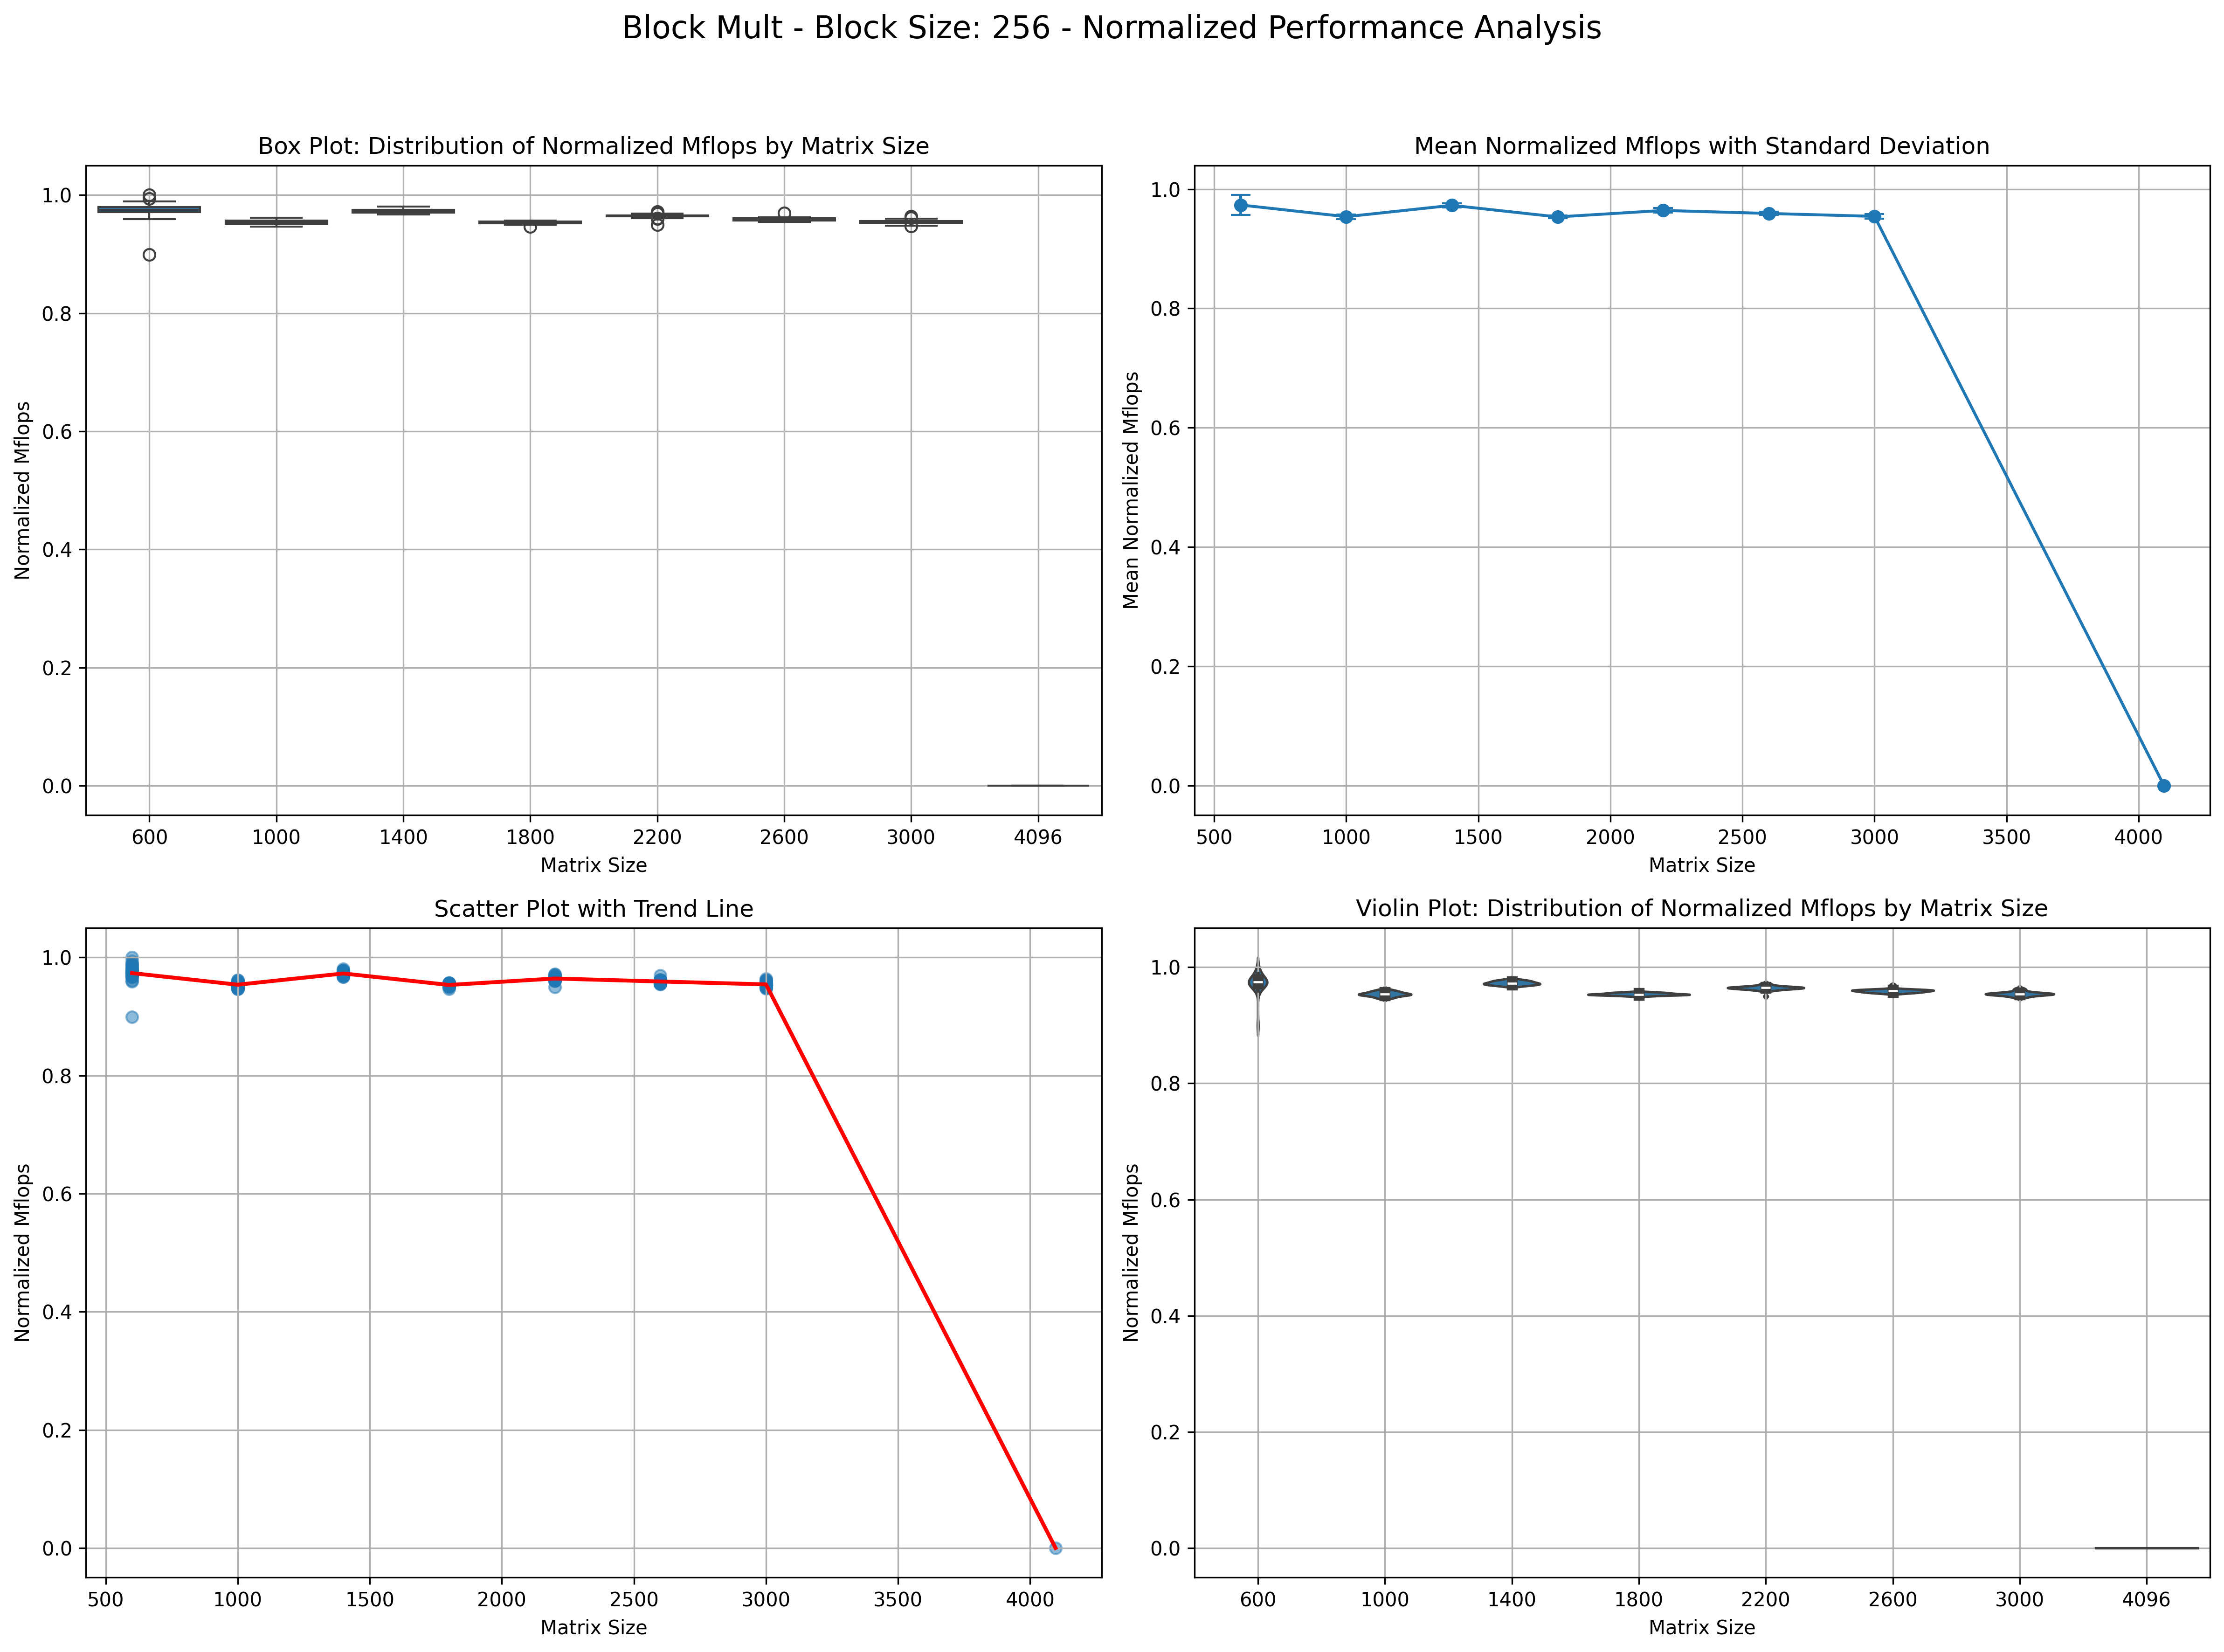 Block Mult - Block Size: 256 - Normalized Performance Analysis
Box Plot: Distribution of Normalized Mflops by Matrix Size
Normalized Mflops
1.0
0.8
0.6
0.4
0.2
0.0
600 1000 1400 1800 2200 2600 3000 4096
Matrix Size
Mean Normalized Mflops with Standard Deviation
Mean Normalized Mflops
1.0
0.8
0.6
0.4
0.2
0.0
500 1000 1500 2000 2500 3000 3500 4000
Matrix Size
Scatter Plot with Trend Line
Normalized Mflops
1.0
0.8
0.6
0.4
0.2
0.0
500 1000 1500 2000 2500 3000 3500 4000
Matrix Size
Violin Plot: Distribution of Normalized Mflops by Matrix Size
Normalized Mflops
1.0
0.8
0.6
0.4
0.2
0.0
600 1000 1400 1800 2200 2600 3000 4096
Matrix Size